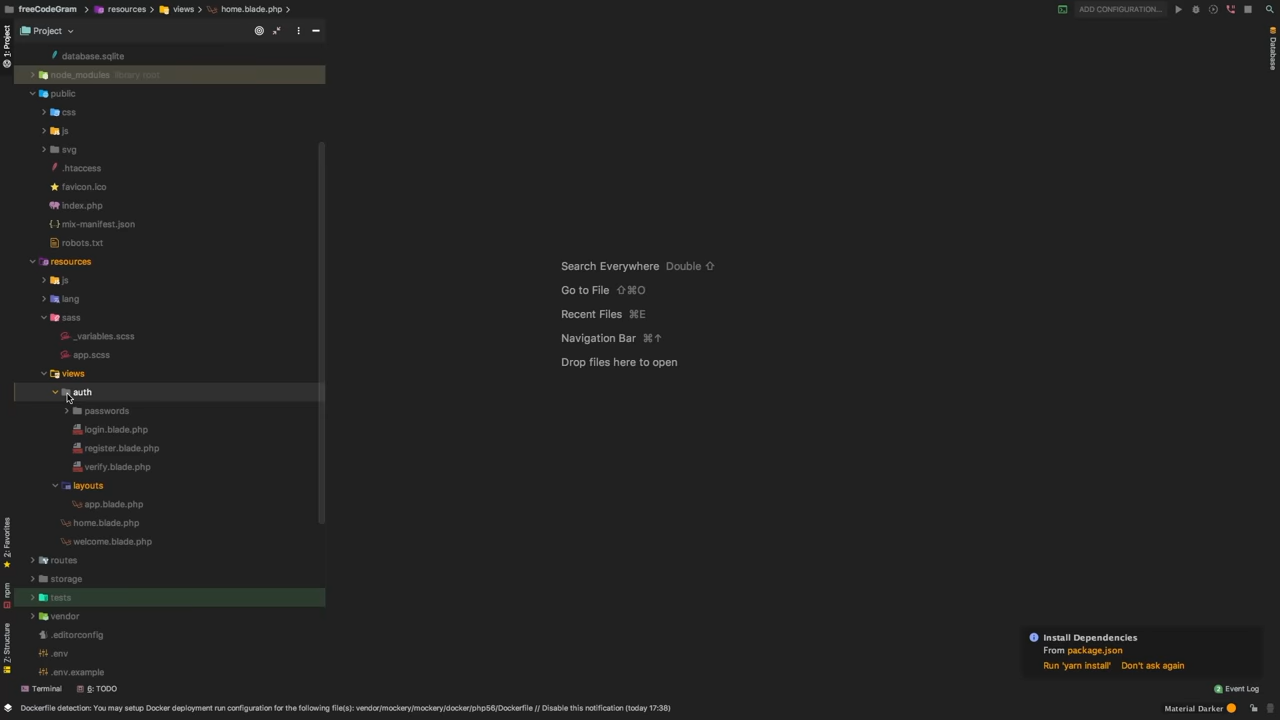 freeCodeGram > resources > views > home.blade.php >
ADD CONFIGURATION...
Project
1: Project
Database
database.sqlite
node_modules library root
public
css
js
svg
.htaccess
favicon.ico
index.php
mix-manifest.json
robots.txt
resources
js
lang
sass
_variables.scss
app.scss
views
auth
passwords
login.blade.php
register.blade.php
verify.blade.php
layouts
app.blade.php
home.blade.php
welcome.blade.php
routes
storage
tests
vendor
.editorconfig
.env
.env.example
Search Everywhere Double ⇧
Go to File ⇧⌘O
Recent Files ⌘E
Navigation Bar ⌘↑
Drop files here to open
2: Favorites
npm
7: Structure
Install Dependencies
From package.json
Run 'yarn install' Don't ask again
Terminal 6: TODO
2 Event Log
Dockerfile detection: You may setup Docker deployment run configuration for the following file(s): vendor/mockery/mockery/docker/php56/Dockerfile // Disable this notification (today 17:38)
Material Darker